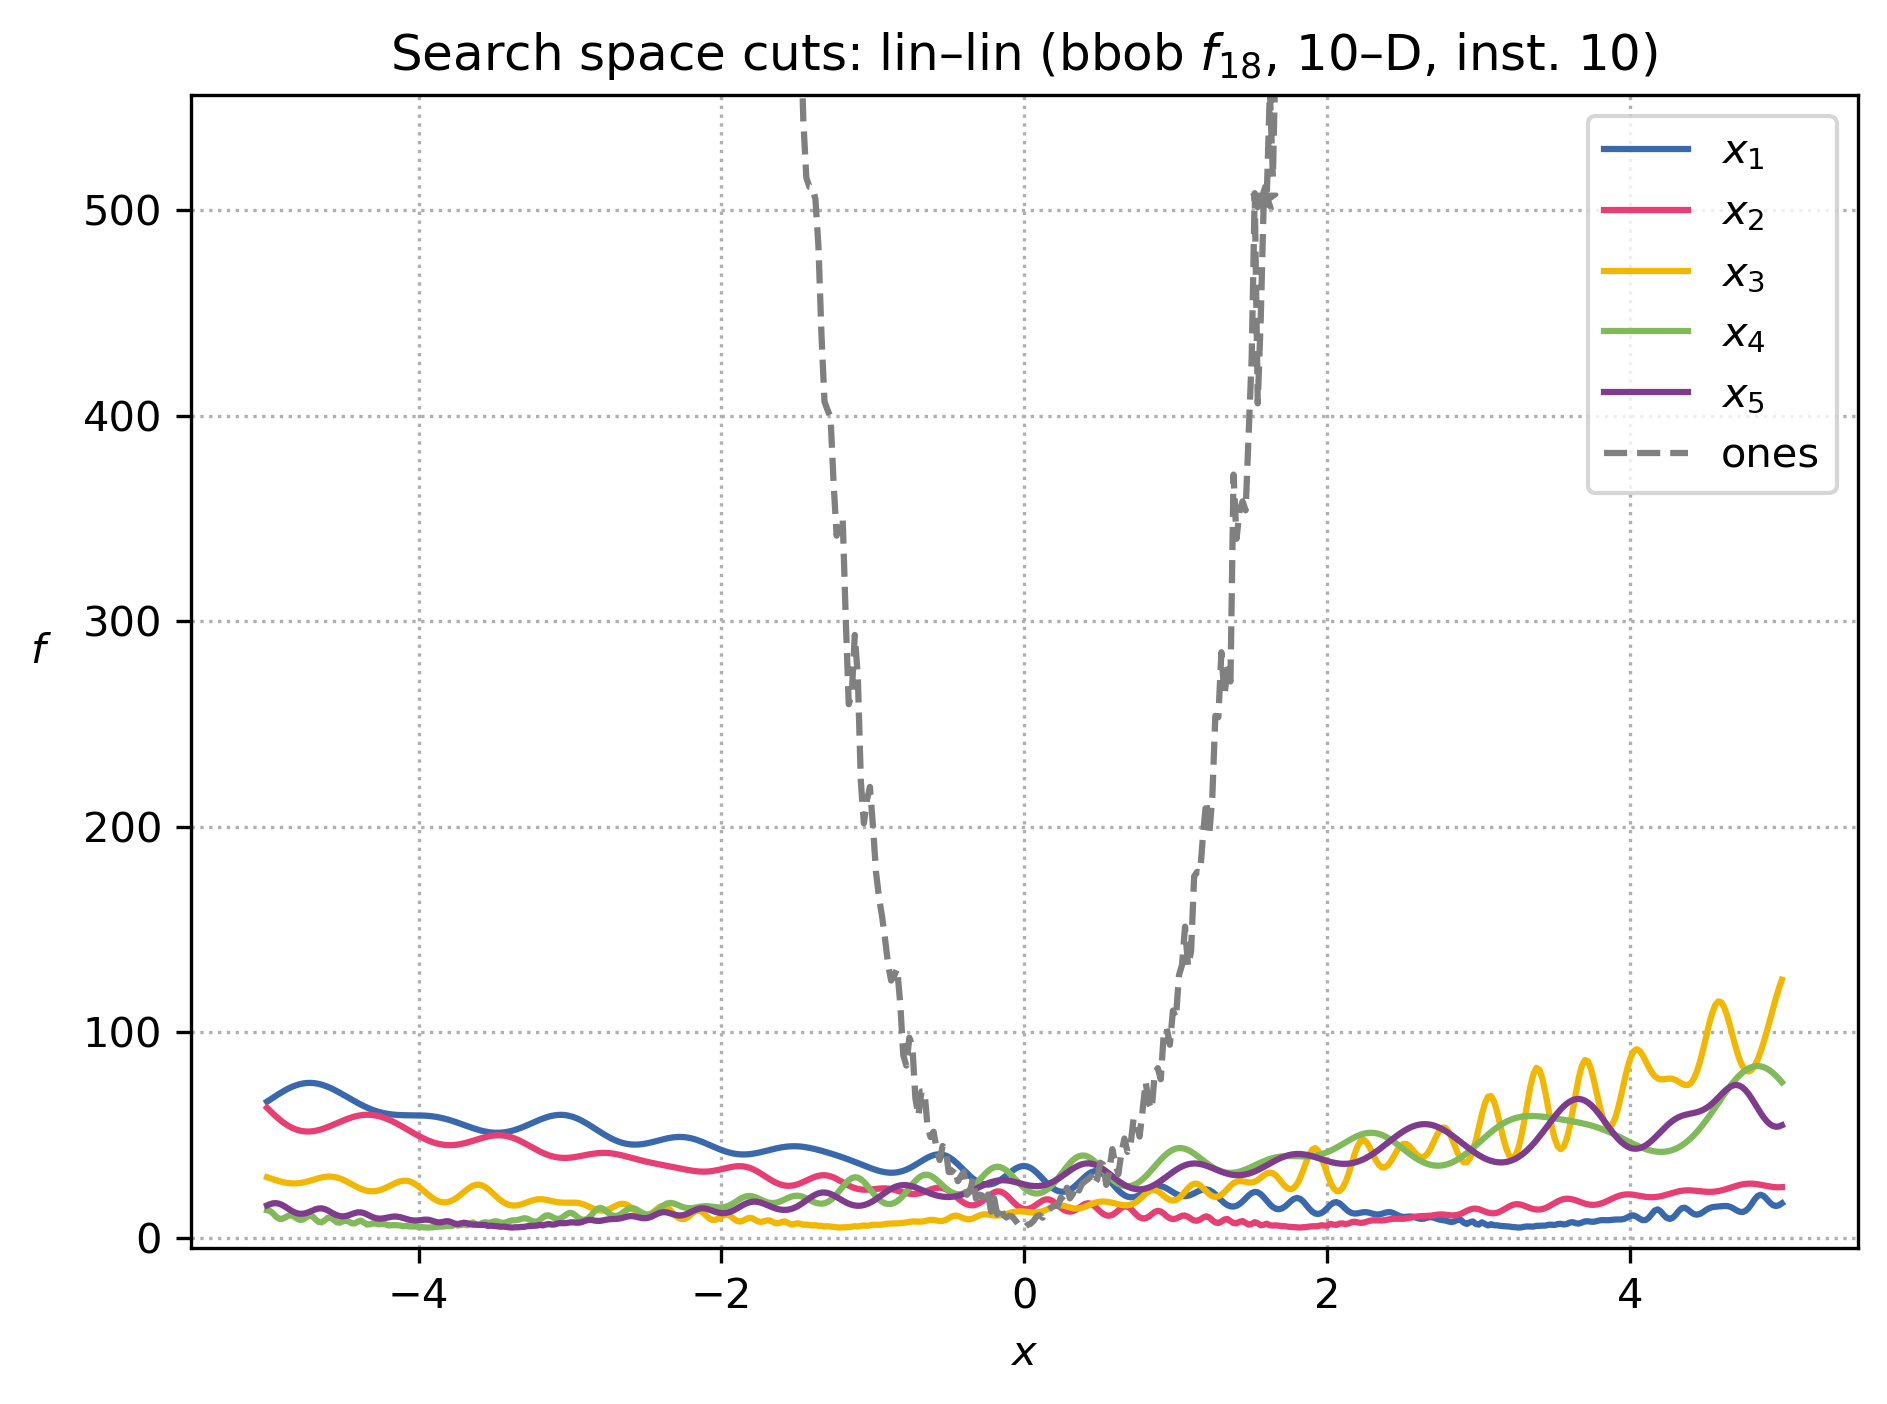 Search space cuts: lin–lin (bbob f18, 10–D, inst. 10)
500
400
300
200
100
0
f
−4
−2
0
2
4
x
x1
x2
x3
x4
x5
ones